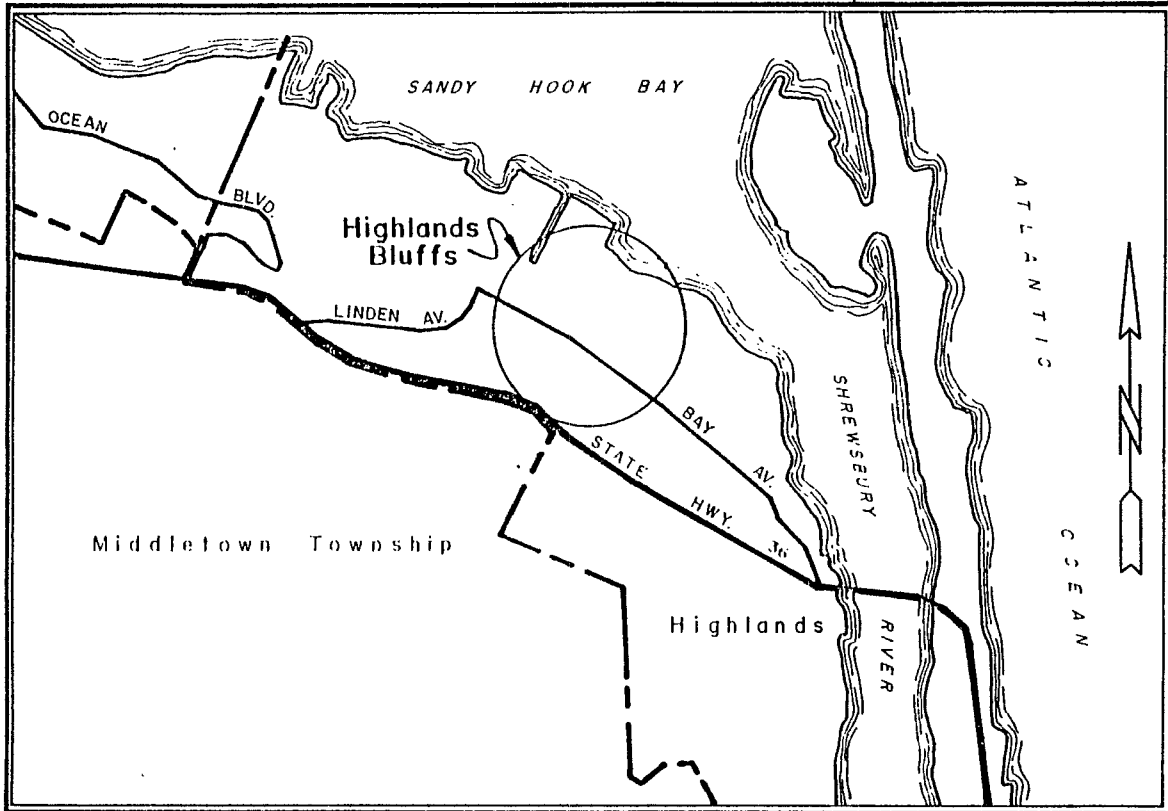 SANDY HOOK BAY
OCEAN
BLVD.
Highlands
Bluffs
ATLANTIC
LINDEN AV.
N
SHREWSBURY
BAY
AV.
STATE
HWY.
36
Middletown Township
OCEAN
Highlands
RIVER